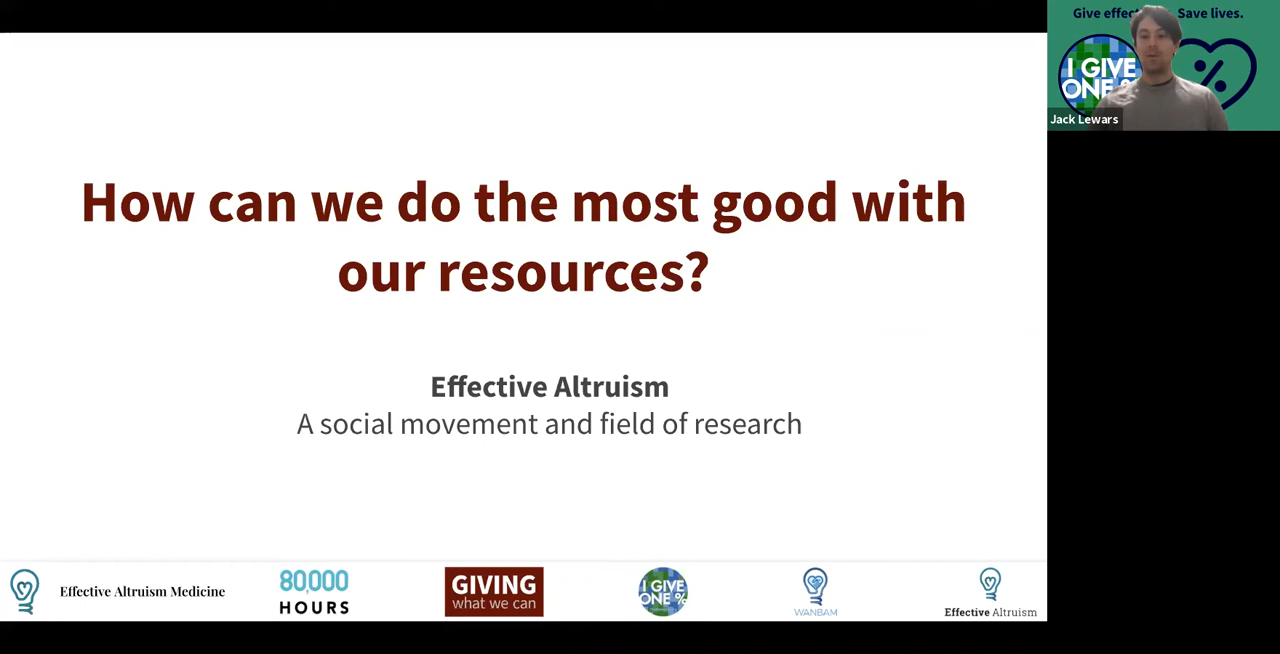 How can we do the most good with
our resources?
Effective Altruism
A social movement and field of research
Effective Altruism Medicine
80,000
HOURS
GIVING
what we can
I GIVE
ONE %
WANBAM
Effective Altruism
Save lives.
Give
I GIVE
ONE
%
Jack Lewars